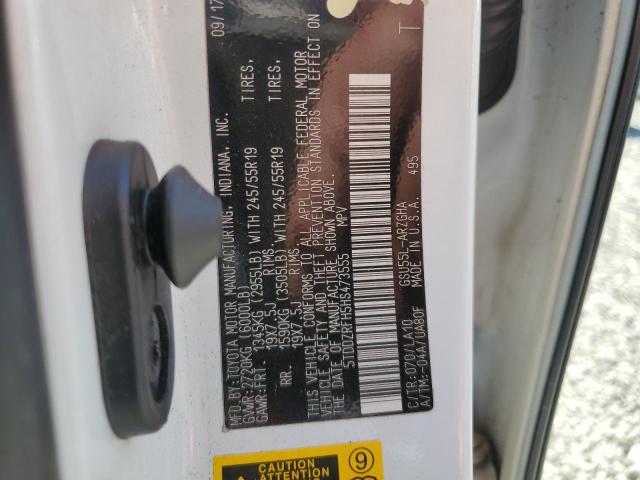 MFD.BY:TOYOTA MOTOR MANUFACTURING, INDIANA, INC. 09/17
GVWR:2720KG(6000LB)
GAWR:FRT. 1345KG(2955LB)WITH 245/55R19 TIRES,
19X7.5J RIMS
RR. 1590KG(3505LB)WITH 245/55R19 TIRES,
19X7.5J RIMS
THIS VEHICLE CONFORMS TO ALL APPLICABLE FEDERAL MOTOR
VEHICLE SAFETY AND THEFT PREVENTION STANDARDS IN EFFECT ON
THE DATE OF MANUFACTURE SHOWN ABOVE.
5TDDZRFH5HS473555 MPV
C/TR:070/LA10 GSU55L-ARZGHA T
A/TM:-04A/UA80F MADE IN U.S.A. 495
CAUTION
ATTENTION
9